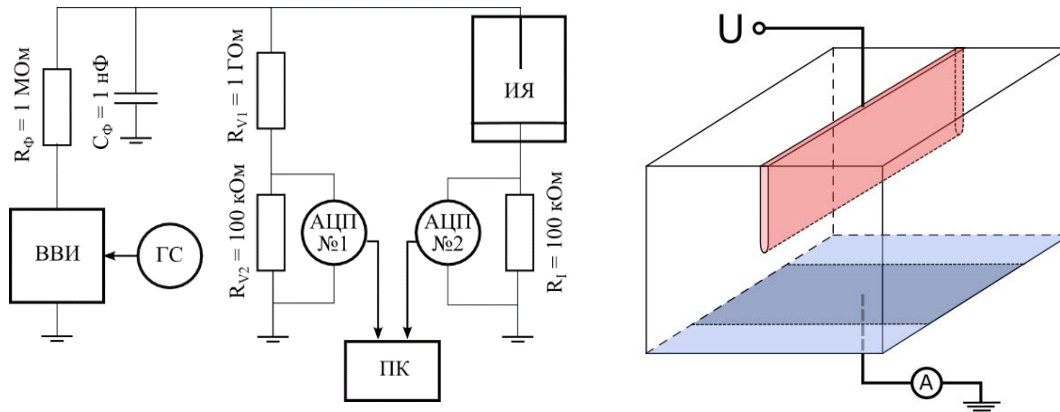 R_Ф = 1 МОм
C_Ф = 1 нФ
R_V1 = 1 ГОм
ИЯ
R_V2 = 100 кОм
АЦП
№1
АЦП
№2
R_I = 100 кОм
ВВИ
ГС
ПК
U
A